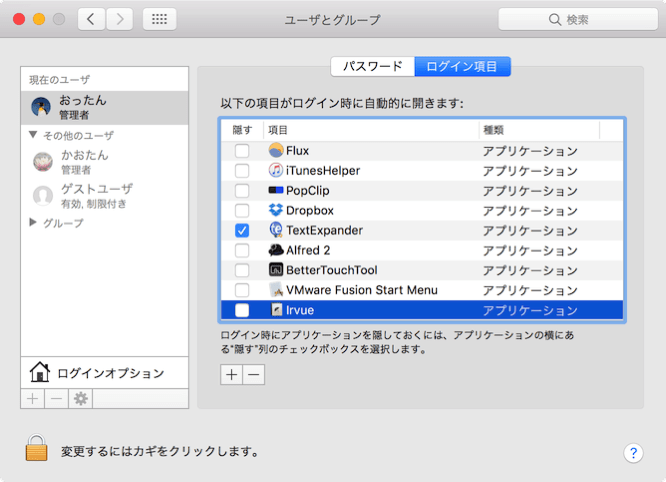 ユーザとグループ
検索
パスワード
ログイン項目
現在のユーザ
おったん
管理者
その他のユーザ
かおたん
管理者
ゲストユーザ
有効, 制限付き
グループ
ログインオプション
以下の項目がログイン時に自動的に開きます:
隠す 項目 種類
Flux アプリケーション
iTunesHelper アプリケーション
PopClip アプリケーション
Dropbox アプリケーション
TextExpander アプリケーション
Alfred 2 アプリケーション
BetterTouchTool アプリケーション
VMware Fusion Start Menu アプリケーション
Irvue アプリケーション
ログイン時にアプリケーションを隠しておくには、アプリケーションの横にあ
る"隠す"列のチェックボックスを選択します。
変更するにはカギをクリックします。
?